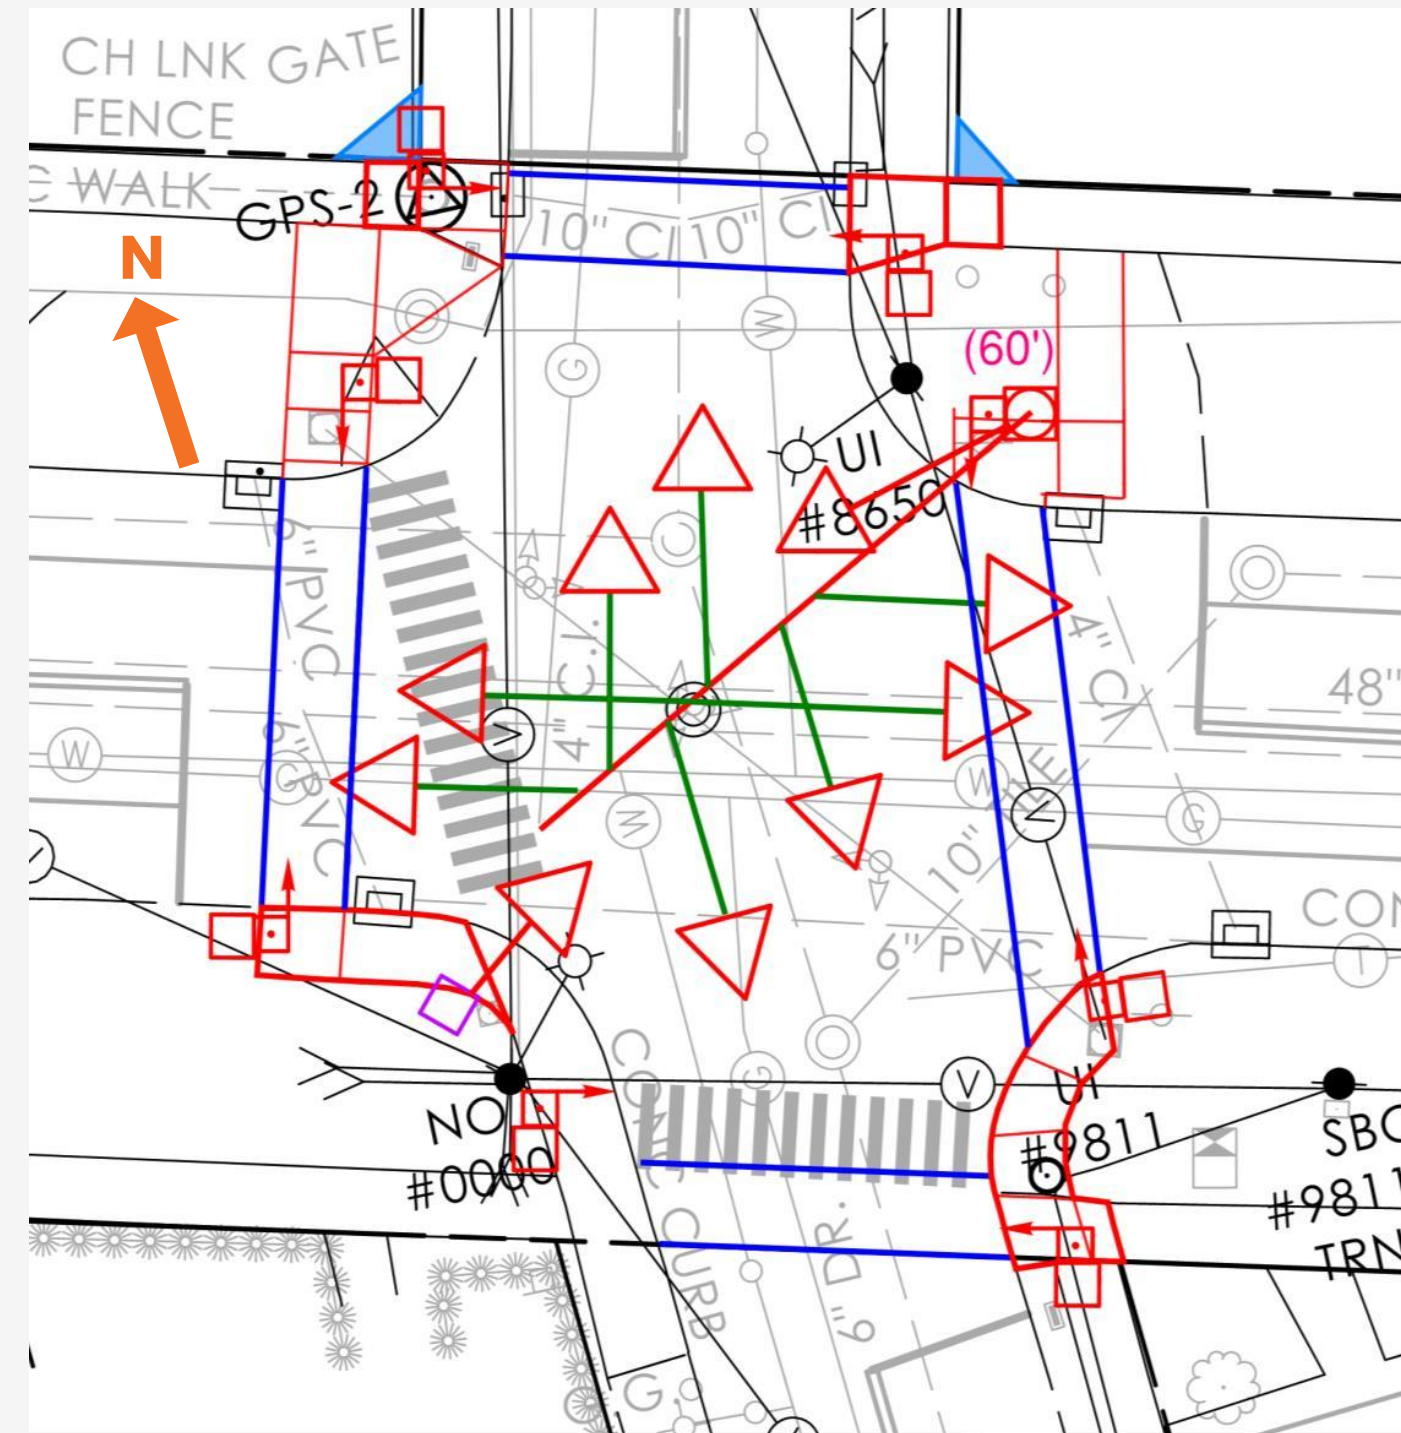 CH LNK GATE
FENCE
C WALK
GPS-2
N
10" CI
10" CI
W
G
(60')
UI
#8650
6" PVC
4" C.I.
6" PVC
4" CI
48"
W
G
V
W
W
V
G
10"
6" PVC
CON
T
CONC CURB
G
V
UI
#9811
NO
#0000
SBC
#9811
TRN
6" DR.
G.